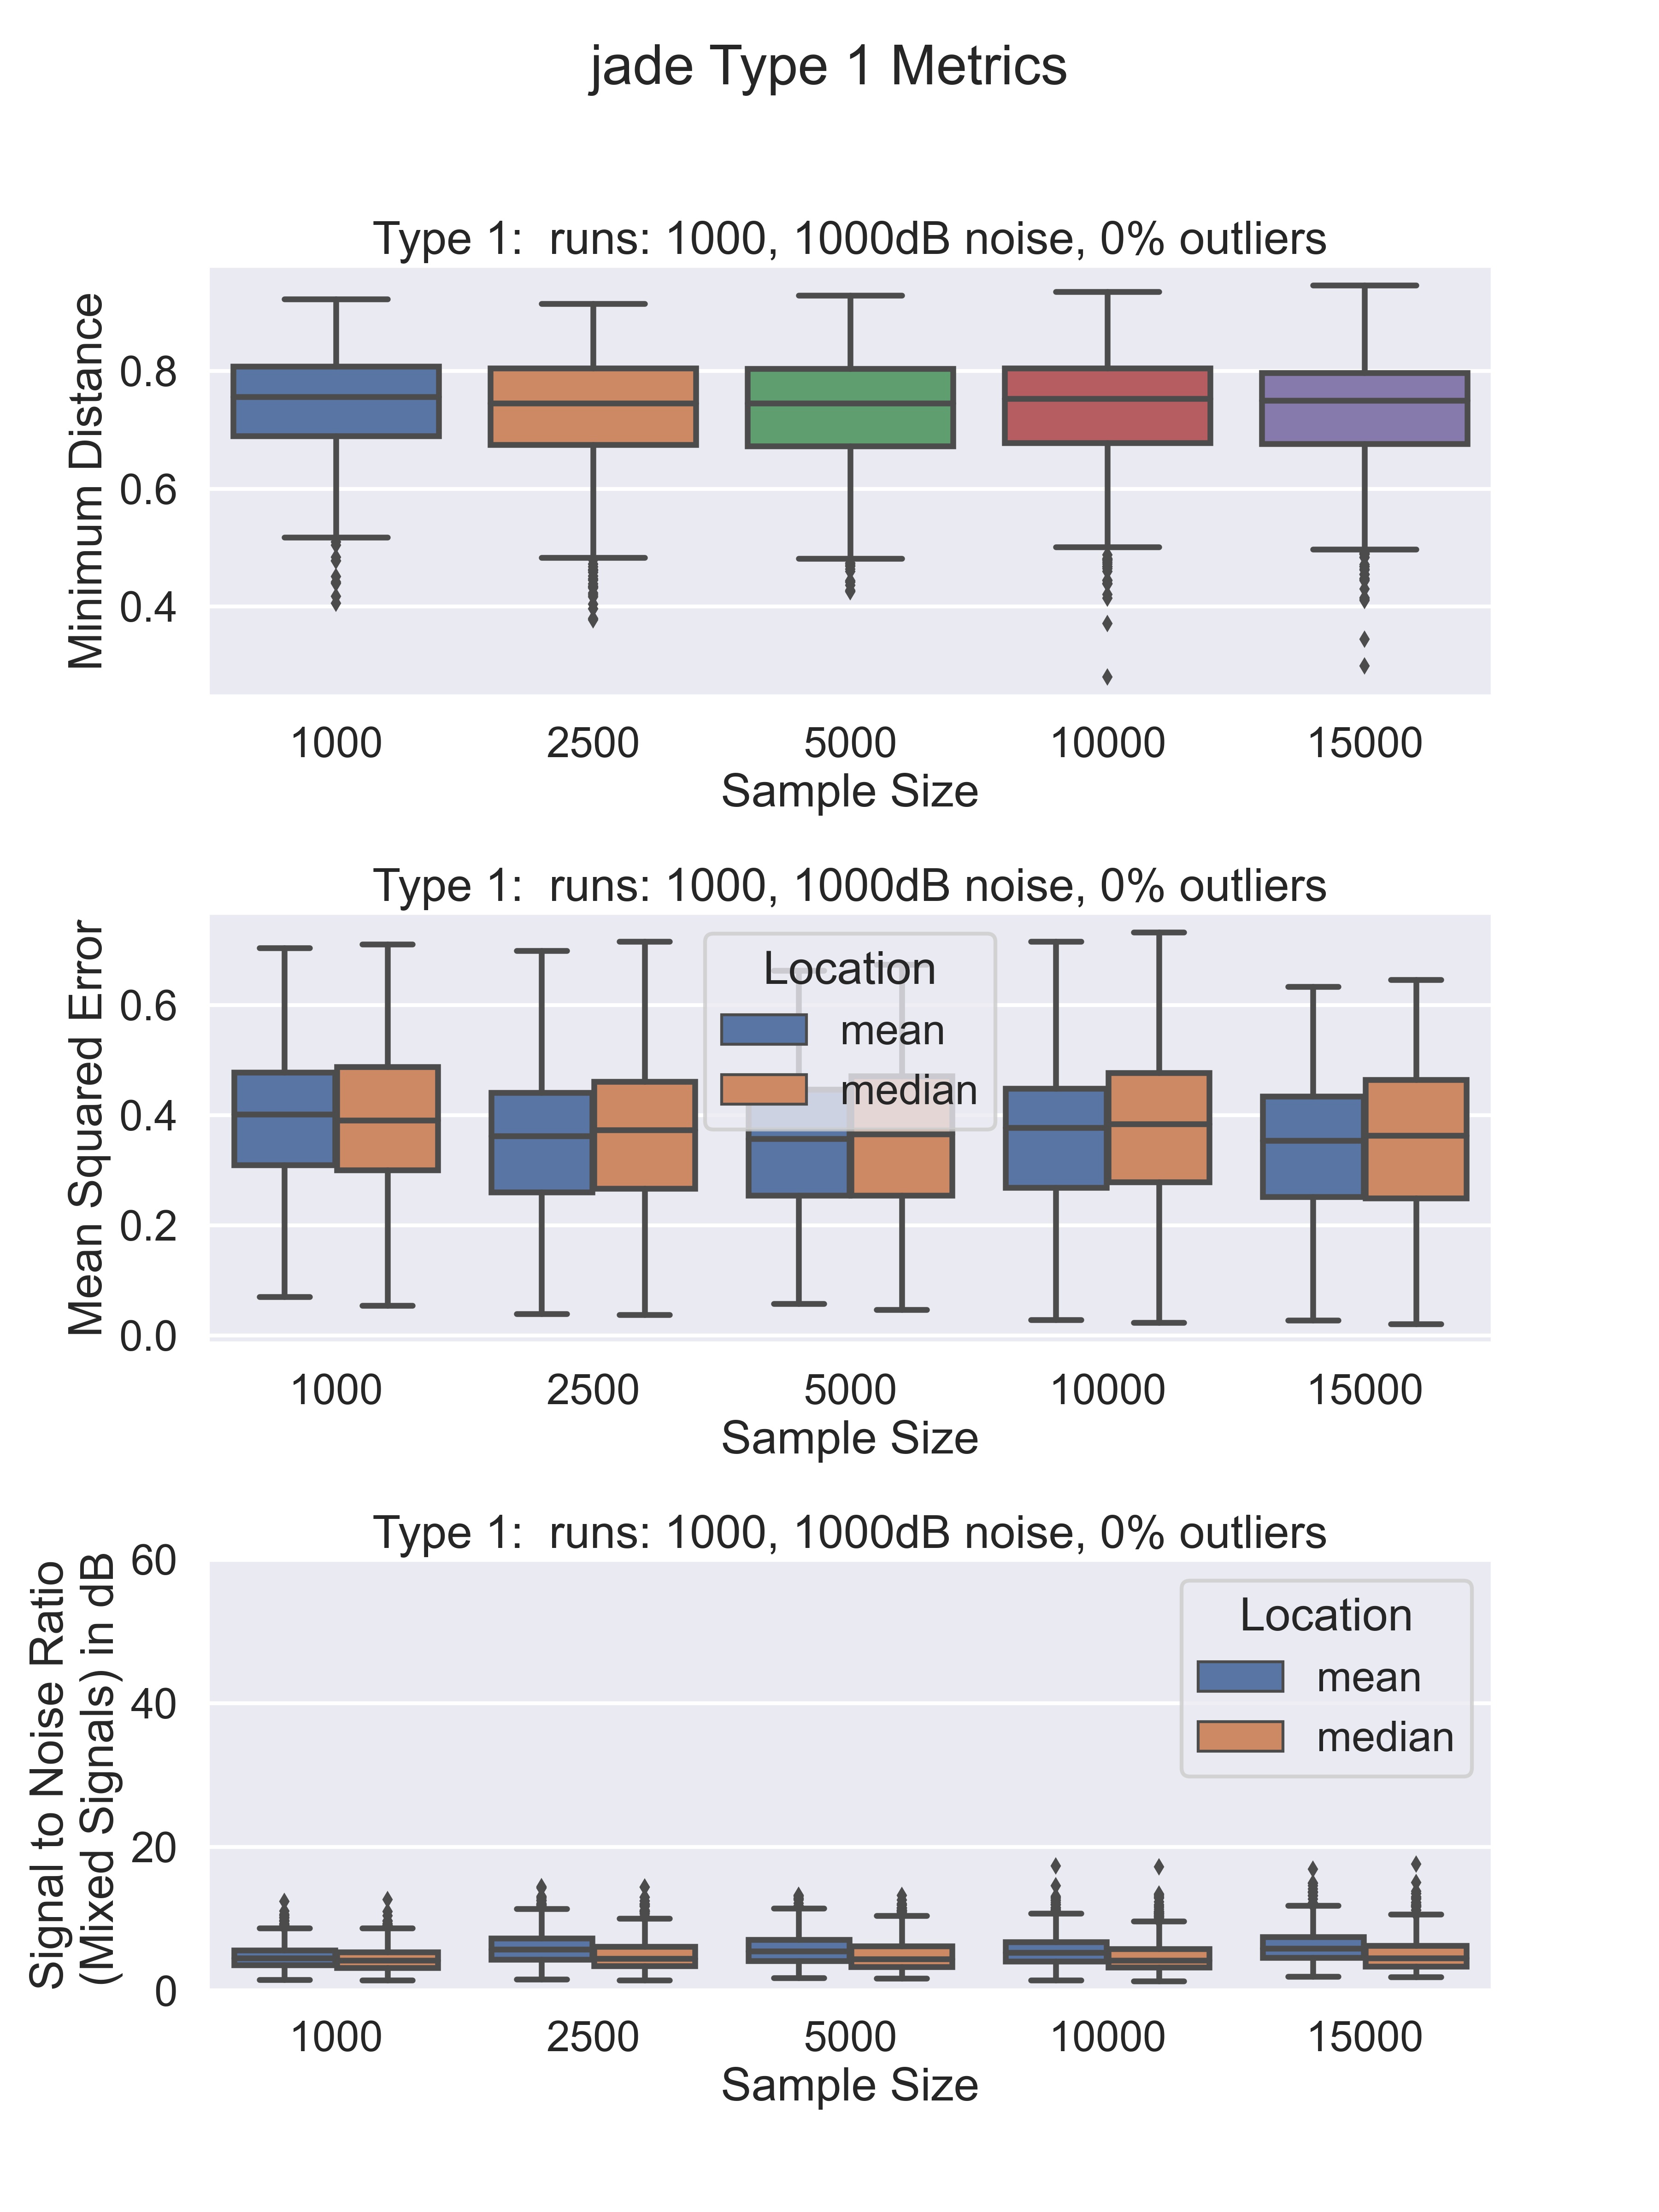 jade Type 1 Metrics
Type 1:  runs: 1000, 1000dB noise, 0% outliers
Minimum Distance
0.8
0.6
0.4
1000 2500 5000 10000 15000
Sample Size
Type 1:  runs: 1000, 1000dB noise, 0% outliers
Mean Squared Error
0.6
0.4
0.2
0.0
Location
mean
median
1000 2500 5000 10000 15000
Sample Size
Type 1:  runs: 1000, 1000dB noise, 0% outliers
Signal to Noise Ratio
(Mixed Signals) in dB
60
40
20
0
Location
mean
median
1000 2500 5000 10000 15000
Sample Size